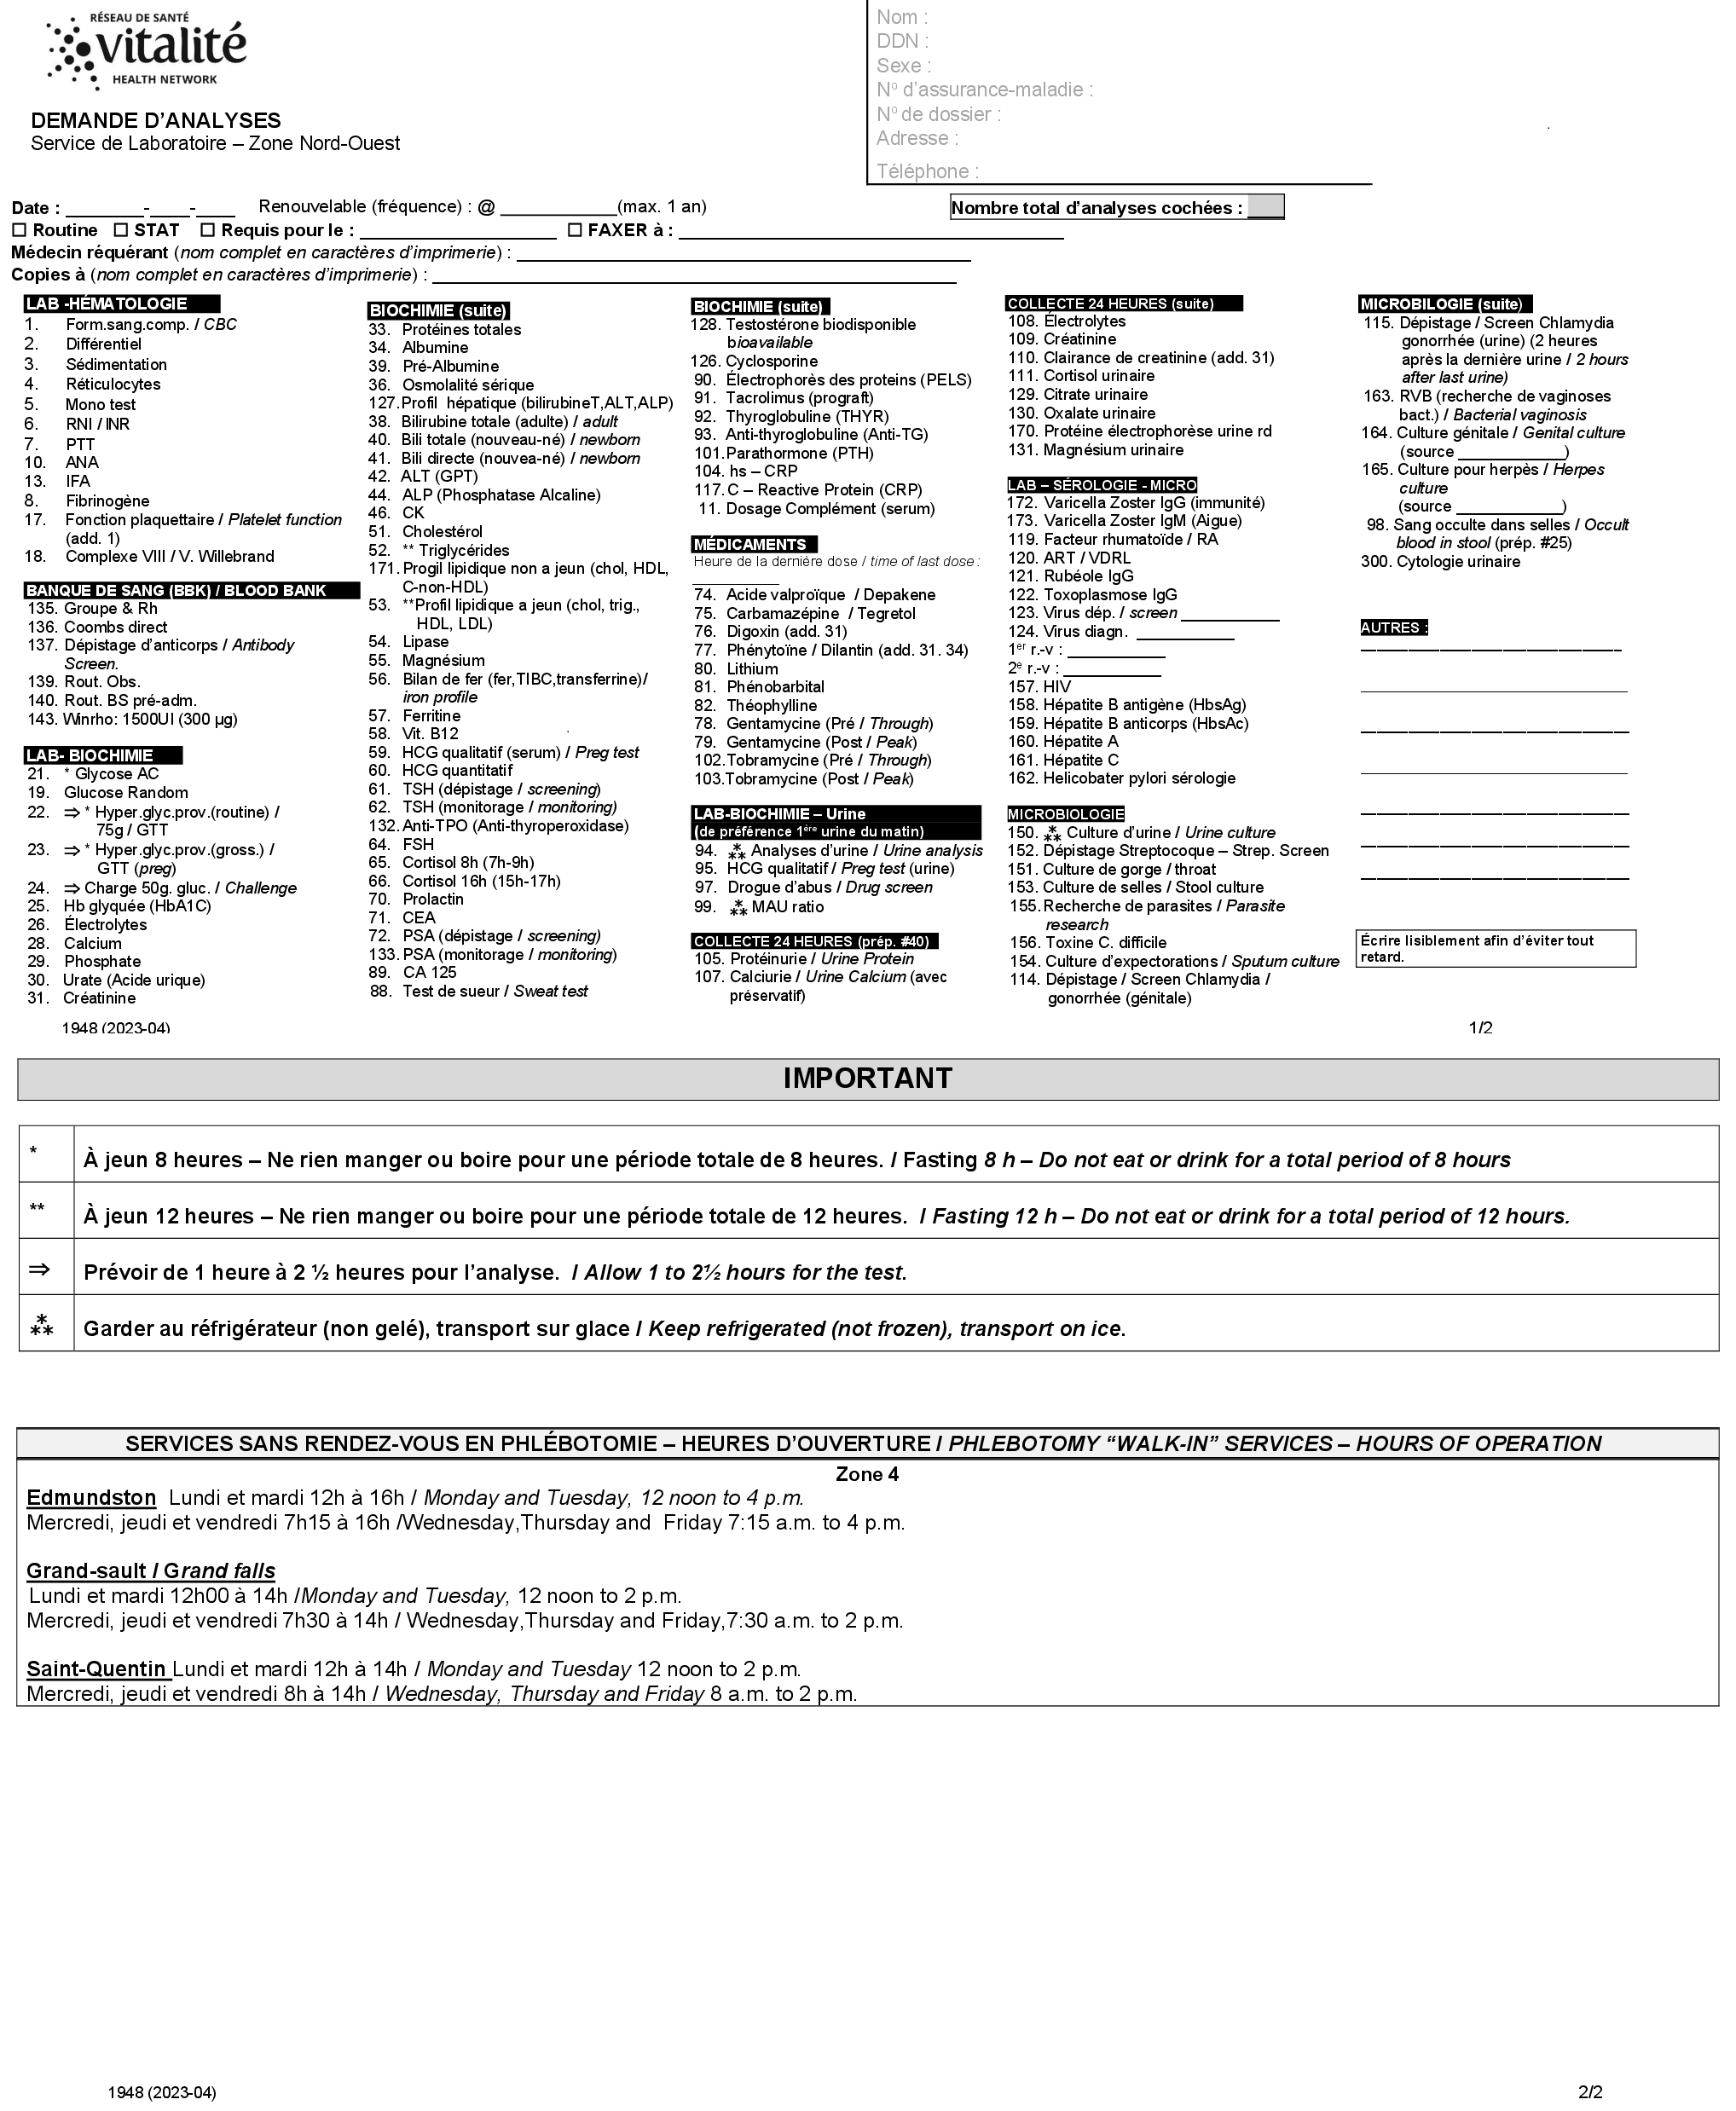 RÉSEAU DE SANTÉ
vitalité
HEALTH NETWORK
DEMANDE D’ANALYSES
Service de Laboratoire – Zone Nord-Ouest
Nom :
DDN :
Sexe :
Nº d’assurance-maladie :
Nº de dossier :
Adresse :
Téléphone :
Date : ________-____-____ Renouvelable (fréquence) : @ ____________(max. 1 an)
Nombre total d’analyses cochées : ____
☐ Routine ☐ STAT ☐ Requis pour le : ____________________ ☐ FAXER à : ____________________
Médecin réquérant (nom complet en caractères d’imprimerie) : ____________________
Copies à (nom complet en caractères d’imprimerie) : ____________________
LAB -HÉMATOLOGIE
1. Form.sang.comp. / CBC
2. Différentiel
3. Sédimentation
4. Réticulocytes
5. Mono test
6. RNI / INR
7. PTT
10. ANA
13. IFA
8. Fibrinogène
17. Fonction plaquettaire / Platelet function
(add. 1)
18. Complexe VIII / V. Willebrand
BANQUE DE SANG (BBK) / BLOOD BANK
135. Groupe & Rh
136. Coombs direct
137. Dépistage d’anticorps / Antibody
Screen.
139. Rout. Obs.
140. Rout. BS pré-adm.
143. Winrho: 1500UI (300 µg)
LAB- BIOCHIMIE
21. * Glycose AC
19. Glucose Random
22. ⇒ * Hyper.glyc.prov.(routine) /
75g / GTT
23. ⇒ * Hyper.glyc.prov.(gross.) /
GTT (preg)
24. ⇒ Charge 50g. gluc. / Challenge
25. Hb glyquée (HbA1C)
26. Électrolytes
28. Calcium
29. Phosphate
30. Urate (Acide urique)
31. Créatinine
BIOCHIMIE (suite)
33. Protéines totales
34. Albumine
39. Pré-Albumine
36. Osmolalité sérique
127. Profil hépatique (bilirubineT,ALT,ALP)
38. Bilirubine totale (adulte) / adult
40. Bili totale (nouveau-né) / newborn
41. Bili directe (nouvea-né) / newborn
42. ALT (GPT)
44. ALP (Phosphatase Alcaline)
46. CK
51. Cholestérol
52. ** Triglycérides
171. Progil lipidique non a jeun (chol, HDL,
C-non-HDL)
53. **Profil lipidique a jeun (chol, trig.,
HDL, LDL)
54. Lipase
55. Magnésium
56. Bilan de fer (fer,TIBC,transferrine)/
iron profile
57. Ferritine
58. Vit. B12
59. HCG qualitatif (serum) / Preg test
60. HCG quantitatif
61. TSH (dépistage / screening)
62. TSH (monitorage / monitoring)
132. Anti-TPO (Anti-thyroperoxidase)
64. FSH
65. Cortisol 8h (7h-9h)
66. Cortisol 16h (15h-17h)
70. Prolactin
71. CEA
72. PSA (dépistage / screening)
133. PSA (monitorage / monitoring)
89. CA 125
88. Test de sueur / Sweat test
BIOCHIMIE (suite)
128. Testostérone biodisponible
bioavailable
126. Cyclosporine
90. Électrophorès des proteins (PELS)
91. Tacrolimus (prograft)
92. Thyroglobuline (THYR)
93. Anti-thyroglobuline (Anti-TG)
101. Parathormone (PTH)
104. hs – CRP
117. C – Reactive Protein (CRP)
11. Dosage Complément (serum)
MÉDICAMENTS
Heure de la dernière dose / time of last dose :
__________
74. Acide valproïque / Depakene
75. Carbamazépine / Tegretol
76. Digoxin (add. 31)
77. Phénytoïne / Dilantin (add. 31. 34)
80. Lithium
81. Phénobarbital
82. Théophylline
78. Gentamycine (Pré / Through)
79. Gentamycine (Post / Peak)
102. Tobramycine (Pré / Through)
103. Tobramycine (Post / Peak)
LAB-BIOCHIMIE – Urine
(de préférence 1ère urine du matin)
94. ⁂ Analyses d’urine / Urine analysis
95. HCG qualitatif / Preg test (urine)
97. Drogue d’abus / Drug screen
99. ⁂ MAU ratio
COLLECTE 24 HEURES (prép. #40)
105. Protéinurie / Urine Protein
107. Calciurie / Urine Calcium (avec
préservatif)
COLLECTE 24 HEURES (suite)
108. Électrolytes
109. Créatinine
110. Clairance de creatinine (add. 31)
111. Cortisol urinaire
129. Citrate urinaire
130. Oxalate urinaire
170. Protéine électrophorèse urine rd
131. Magnésium urinaire
LAB – SÉROLOGIE - MICRO
172. Varicella Zoster IgG (immunité)
173. Varicella Zoster IgM (Aigue)
119. Facteur rhumatoïde / RA
120. ART / VDRL
121. Rubéole IgG
122. Toxoplasmose IgG
123. Virus dép. / screen ____________
124. Virus diagn. ____________
1er r.-v : ____________
2e r.-v : ____________
157. HIV
158. Hépatite B antigène (HbsAg)
159. Hépatite B anticorps (HbsAc)
160. Hépatite A
161. Hépatite C
162. Helicobater pylori sérologie
MICROBIOLOGIE
150. ⁂ Culture d’urine / Urine culture
152. Dépistage Streptocoque – Strep. Screen
151. Culture de gorge / throat
153. Culture de selles / Stool culture
155. Recherche de parasites / Parasite
research
156. Toxine C. difficile
154. Culture d’expectorations / Sputum culture
114. Dépistage / Screen Chlamydia /
gonorrhée (génitale)
MICROBILOGIE (suite)
115. Dépistage / Screen Chlamydia
gonorrhée (urine) (2 heures
après la dernière urine / 2 hours
after last urine)
163. RVB (recherche de vaginoses
bact.) / Bacterial vaginosis
164. Culture génitale / Genital culture
(source ____________)
165. Culture pour herpès / Herpes
culture
(source ____________)
98. Sang occulte dans selles / Occult
blood in stool (prép. #25)
300. Cytologie urinaire
AUTRES :
Écrire lisiblement afin d’éviter tout
retard.
1948 (2023-04)
1/2
IMPORTANT
* À jeun 8 heures – Ne rien manger ou boire pour une période totale de 8 heures. / Fasting 8 h – Do not eat or drink for a total period of 8 hours
** À jeun 12 heures – Ne rien manger ou boire pour une période totale de 12 heures. / Fasting 12 h – Do not eat or drink for a total period of 12 hours.
⇒ Prévoir de 1 heure à 2 ½ heures pour l’analyse. / Allow 1 to 2½ hours for the test.
⁂ Garder au réfrigérateur (non gelé), transport sur glace / Keep refrigerated (not frozen), transport on ice.
SERVICES SANS RENDEZ-VOUS EN PHLÉBOTOMIE – HEURES D’OUVERTURE / PHLEBOTOMY “WALK-IN” SERVICES – HOURS OF OPERATION
Zone 4
Edmundston Lundi et mardi 12h à 16h / Monday and Tuesday, 12 noon to 4 p.m.
Mercredi, jeudi et vendredi 7h15 à 16h /Wednesday,Thursday and Friday 7:15 a.m. to 4 p.m.
Grand-sault / Grand falls
Lundi et mardi 12h00 à 14h /Monday and Tuesday, 12 noon to 2 p.m.
Mercredi, jeudi et vendredi 7h30 à 14h / Wednesday,Thursday and Friday,7:30 a.m. to 2 p.m.
Saint-Quentin Lundi et mardi 12h à 14h / Monday and Tuesday 12 noon to 2 p.m.
Mercredi, jeudi et vendredi 8h à 14h / Wednesday, Thursday and Friday 8 a.m. to 2 p.m.
1948 (2023-04)
2/2